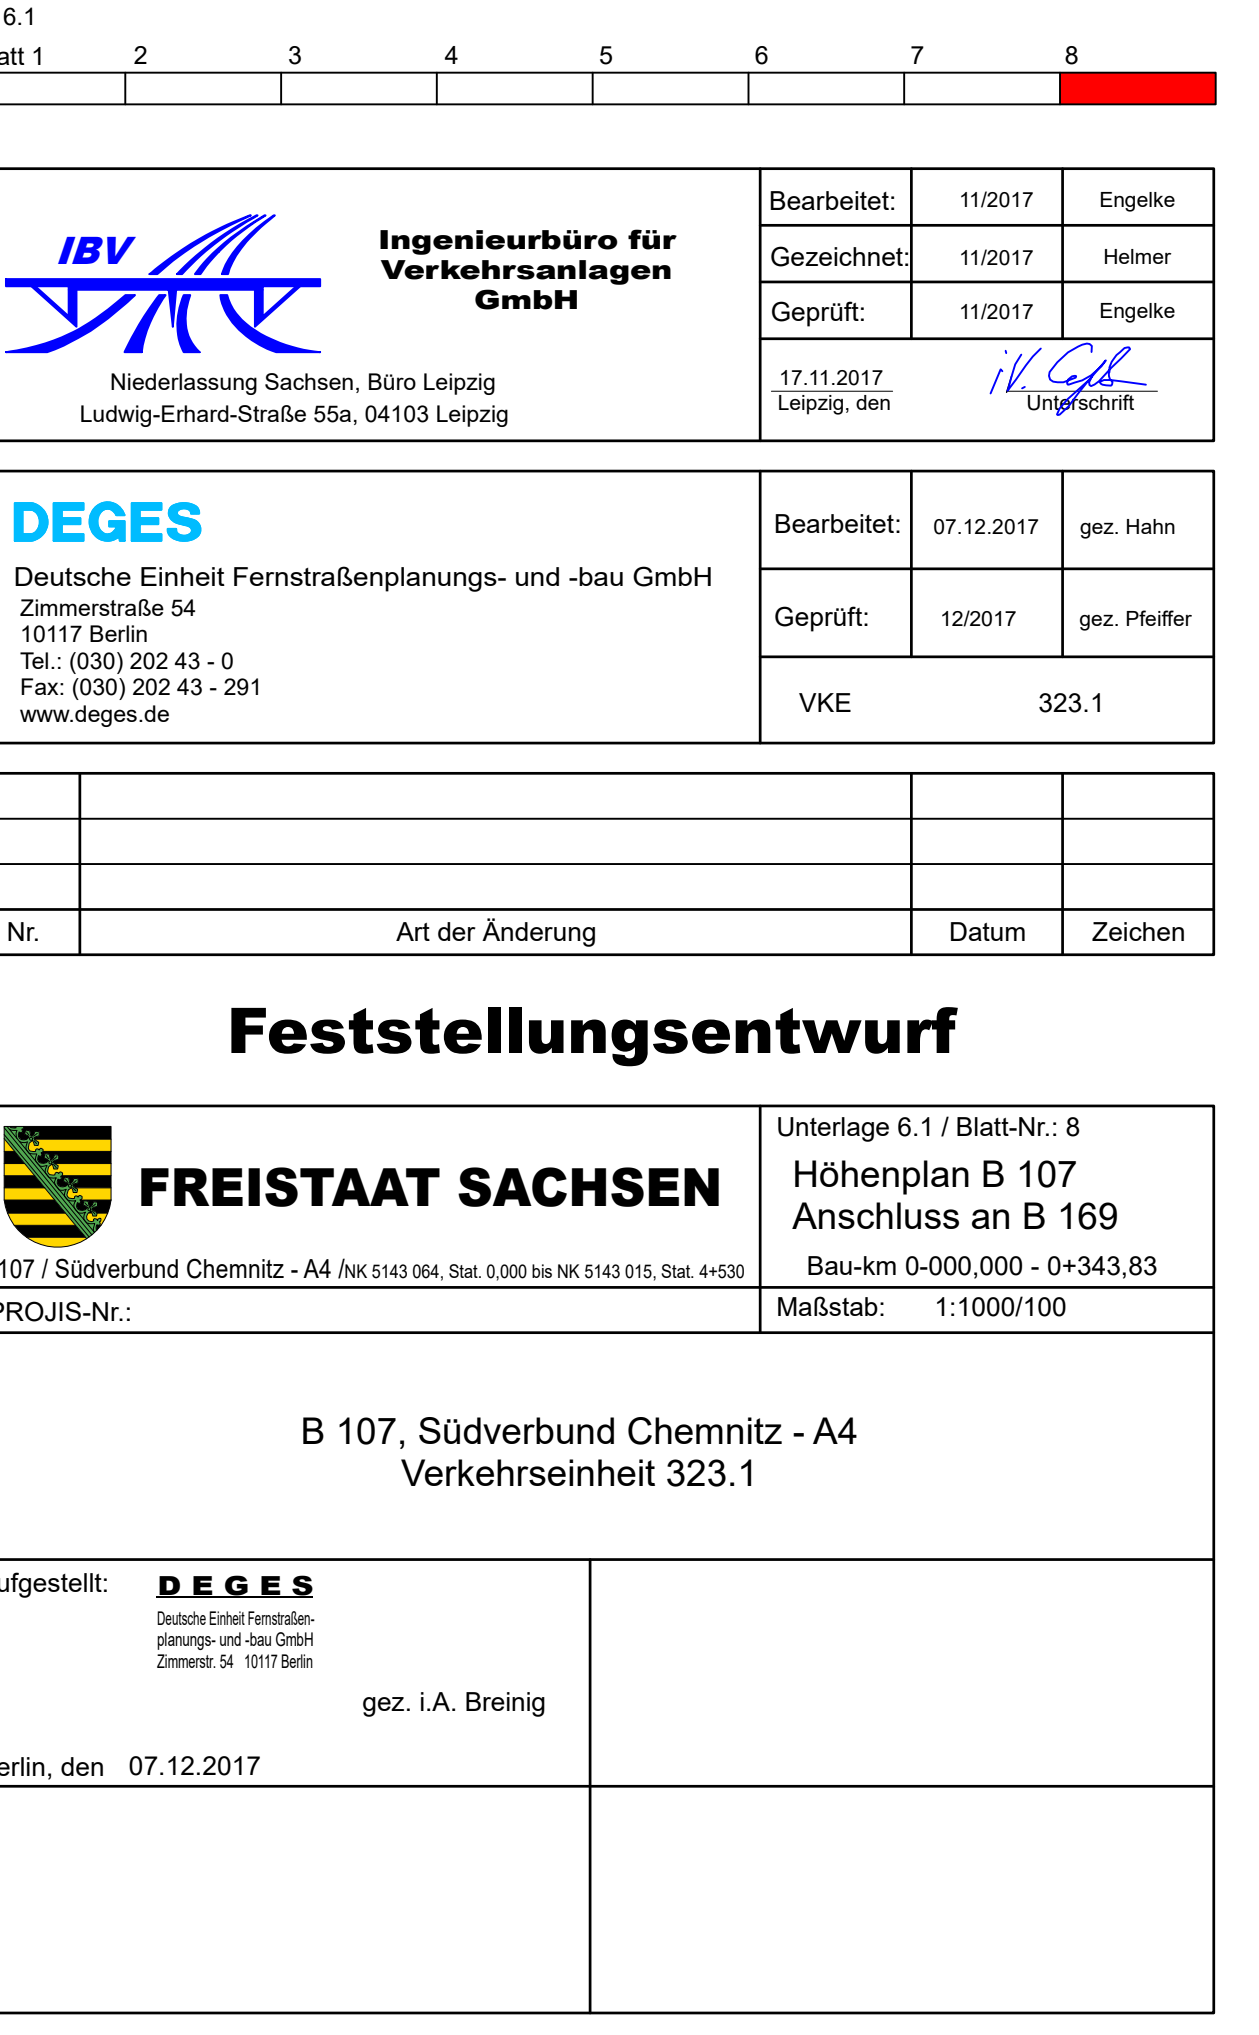 6.1
att 1 2 3 4 5 6 7 8
IBV
Ingenieurbüro für
Verkehrsanlagen
GmbH
Niederlassung Sachsen, Büro Leipzig
Ludwig-Erhard-Straße 55a, 04103 Leipzig
Bearbeitet: 11/2017 Engelke
Gezeichnet: 11/2017 Helmer
Geprüft: 11/2017 Engelke
17.11.2017
Leipzig, den Unterschrift
DEGES
Deutsche Einheit Fernstraßenplanungs- und -bau GmbH
Zimmerstraße 54
10117 Berlin
Tel.: (030) 202 43 - 0
Fax: (030) 202 43 - 291
www.deges.de
Bearbeitet: 07.12.2017 gez. Hahn
Geprüft: 12/2017 gez. Pfeiffer
VKE 323.1
Nr. Art der Änderung Datum Zeichen
Feststellungsentwurf
FREISTAAT SACHSEN
107 / Südverbund Chemnitz - A4 /NK 5143 064, Stat. 0,000 bis NK 5143 015, Stat. 4+530
PROJIS-Nr.:
Unterlage 6.1 / Blatt-Nr.: 8
Höhenplan B 107
Anschluss an B 169
Bau-km 0-000,000 - 0+343,83
Maßstab: 1:1000/100
B 107, Südverbund Chemnitz - A4
Verkehrseinheit 323.1
ufgestellt:
DEGES
Deutsche Einheit Fernstraßen-
planungs- und -bau GmbH
Zimmerstr. 54 10117 Berlin
gez. i.A. Breinig
erlin, den 07.12.2017